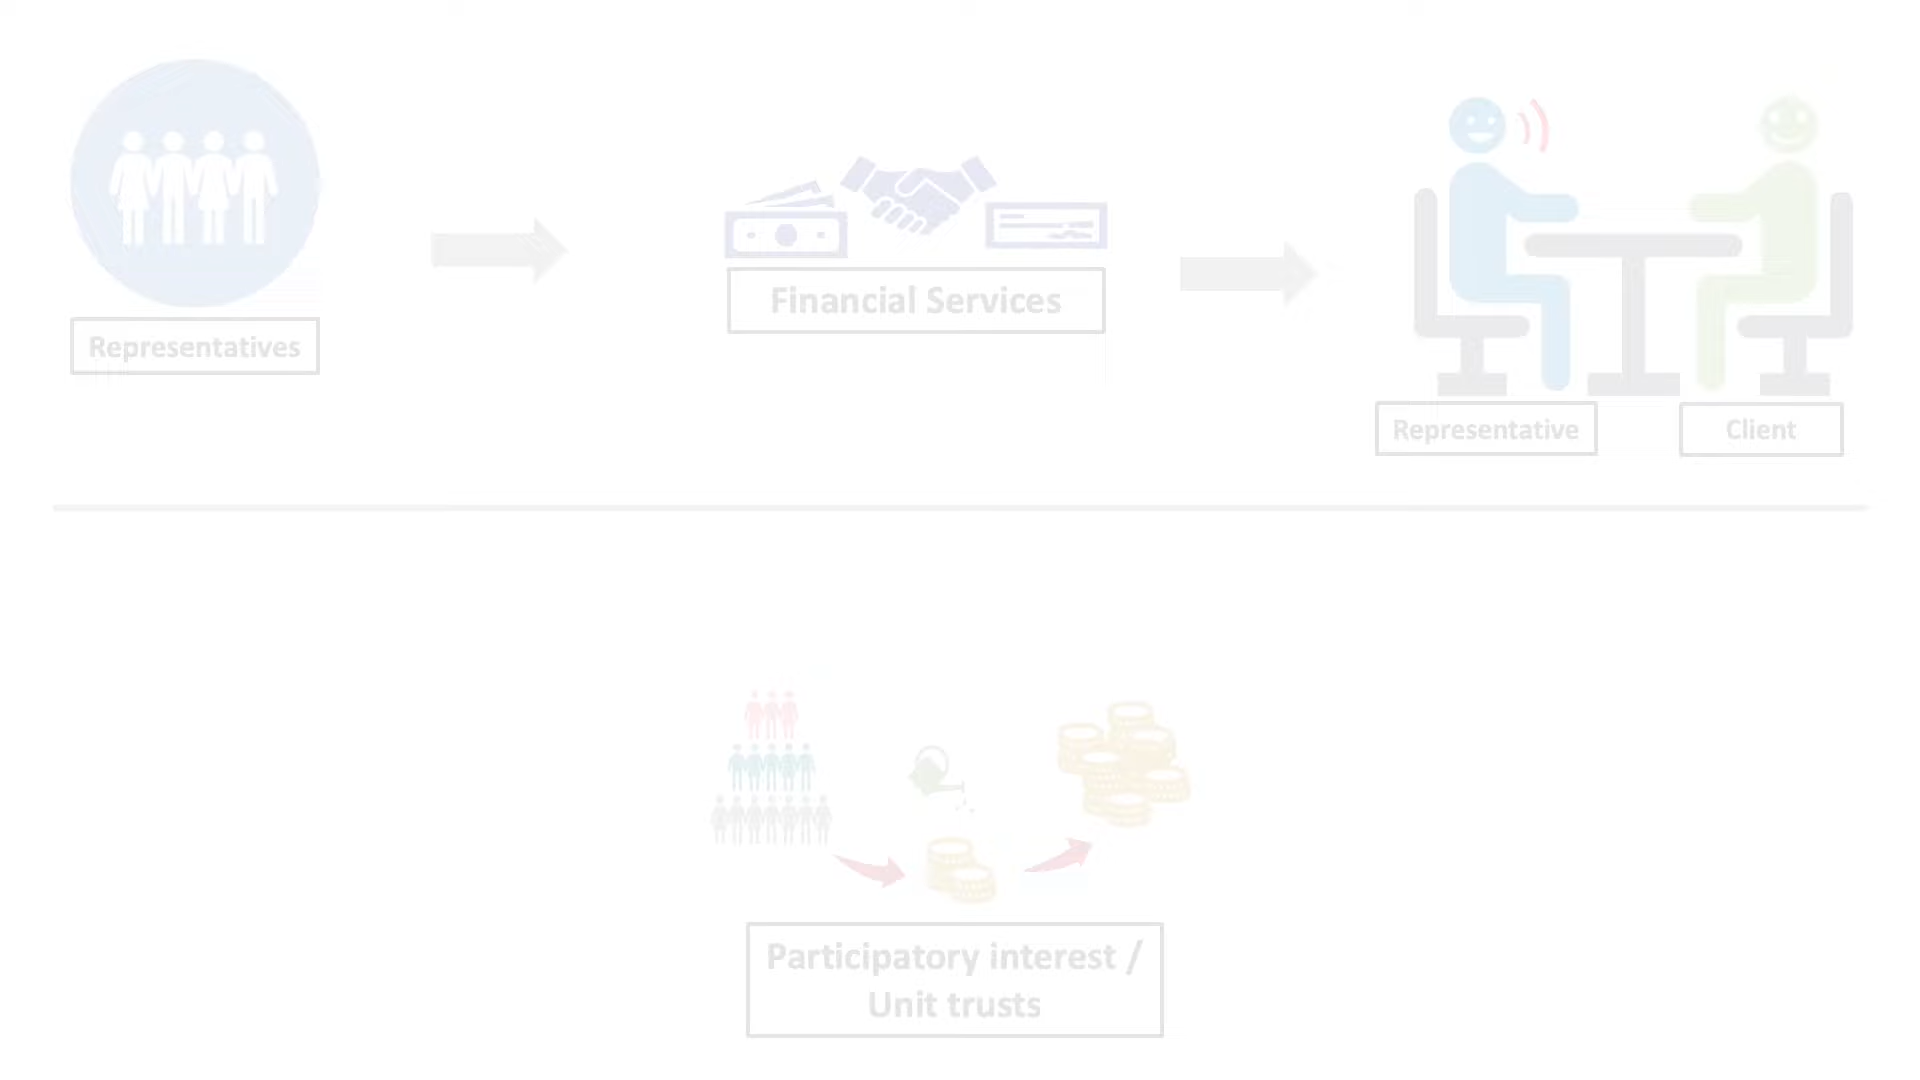 Representatives
Financial Services
Representative
Client
Participatory interest /
Unit trusts